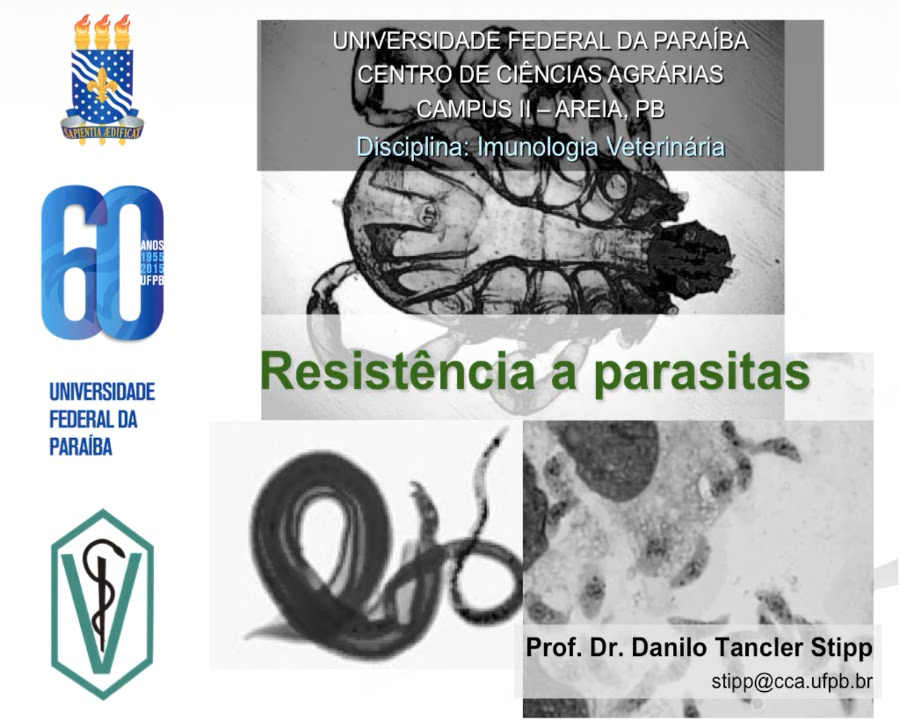 UNIVERSIDADE FEDERAL DA PARAÍBA
CENTRO DE CIÊNCIAS AGRÁRIAS
CAMPUS II – AREIA, PB
Disciplina: Imunologia Veterinária
SAPIENTIA ÆDIFICAT
60
ANOS
1955
2015
UFPB
UNIVERSIDADE
FEDERAL DA
PARAÍBA
Resistência a parasitas
V
Prof. Dr. Danilo Tancler Stipp
stipp@cca.ufpb.br